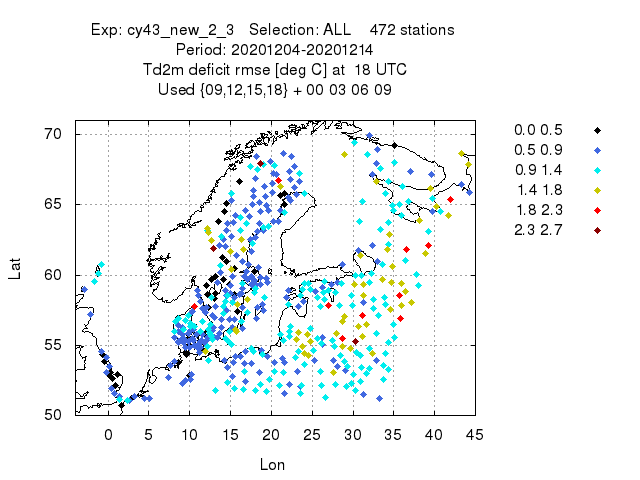 Exp: cy43_new_2_3   Selection: ALL    472 stations
Period: 20201204-20201214
Td2m deficit rmse [deg C] at  18 UTC
Used {09,12,15,18} + 00 03 06 09
0.0 0.5
0.5 0.9
0.9 1.4
1.4 1.8
1.8 2.3
2.3 2.7
70
65
60
55
50
Lat
0 5 10 15 20 25 30 35 40 45
Lon